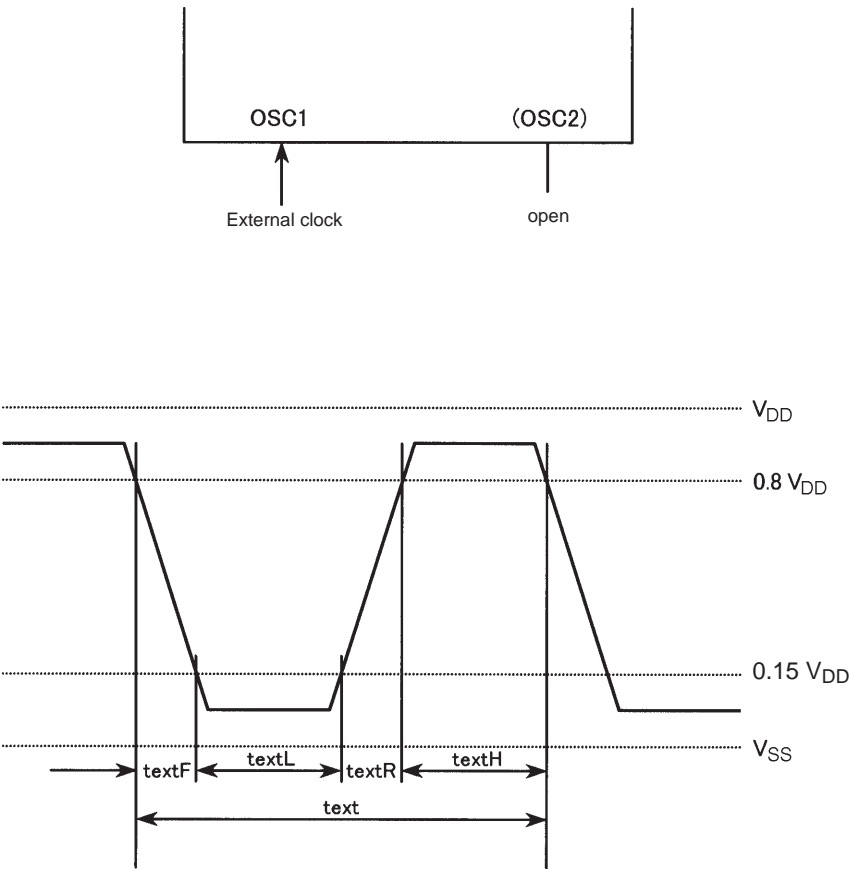 OSC1 (OSC2)
External clock open
VDD
0.8 VDD
0.15 VDD
VSS
textF textL textR textH
text